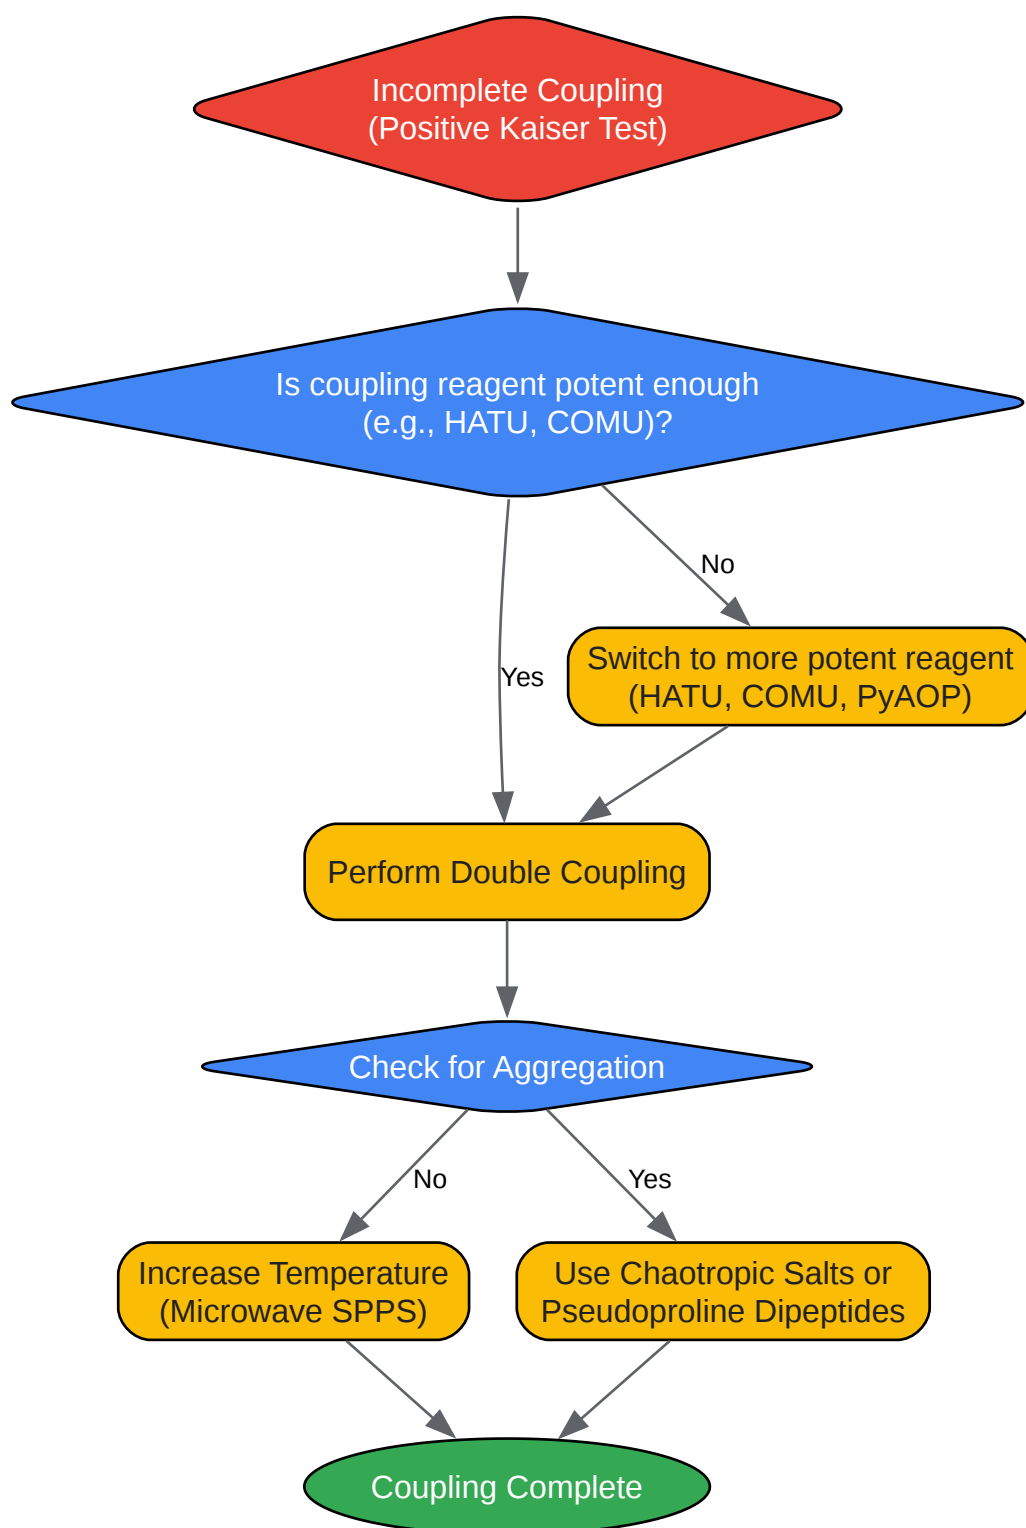 Incomplete Coupling
(Positive Kaiser Test)
Is coupling reagent potent enough
(e.g., HATU, COMU)?
No
Switch to more potent reagent
(HATU, COMU, PyAOP)
Yes
Perform Double Coupling
Check for Aggregation
No
Yes
Increase Temperature
(Microwave SPPS)
Use Chaotropic Salts or
Pseudoproline Dipeptides
Coupling Complete